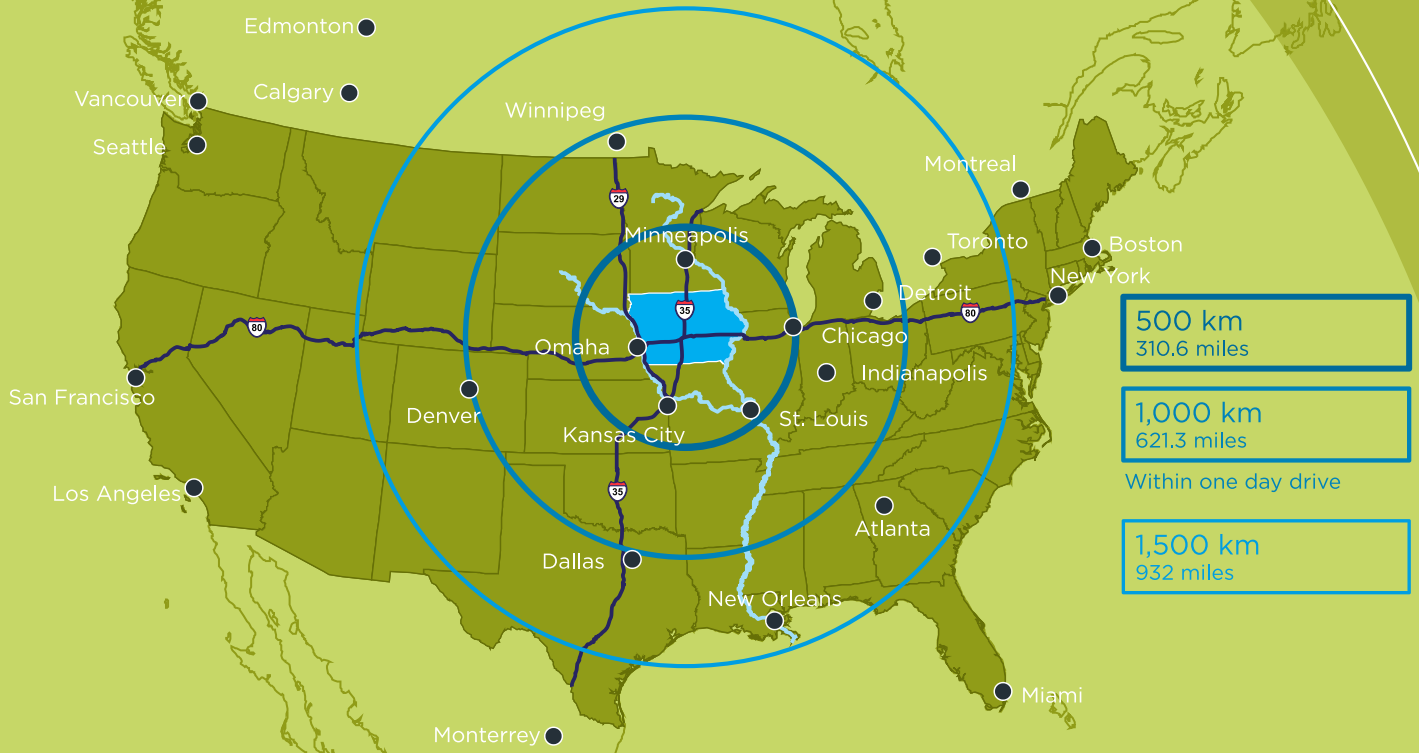 Edmonton
Calgary
Vancouver
Seattle
Winnipeg
Montreal
29
Minneapolis
Toronto
Boston
New York
Detroit
35
80
80
Chicago
Omaha
Indianapolis
San Francisco
Denver
St. Louis
Kansas City
35
Los Angeles
Atlanta
Dallas
New Orleans
Miami
Monterrey
500 km
310.6 miles
1,000 km
621.3 miles
Within one day drive
1,500 km
932 miles